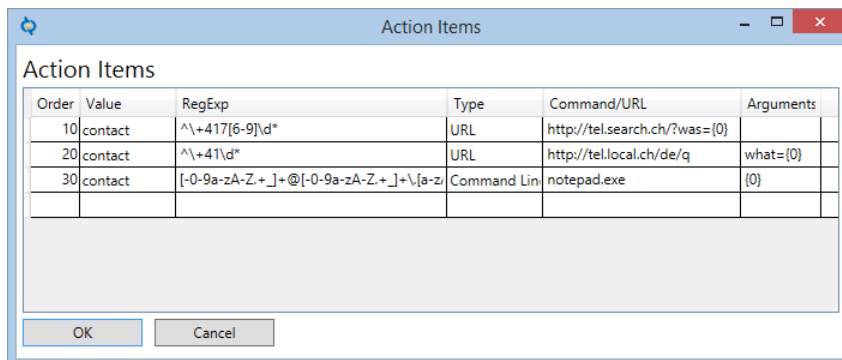 Action Items
Action Items
Order Value RegExp Type Command/URL Arguments
10 contact ^\+417[6-9]\d* URL http://tel.search.ch/?was={0}
20 contact ^\+41\d* URL http://tel.local.ch/de/q what={0}
30 contact [-0-9a-zA-Z.+_]+@[-0-9a-zA-Z.+_]+\.[a-z Command Lin notepad.exe {0}
OK Cancel